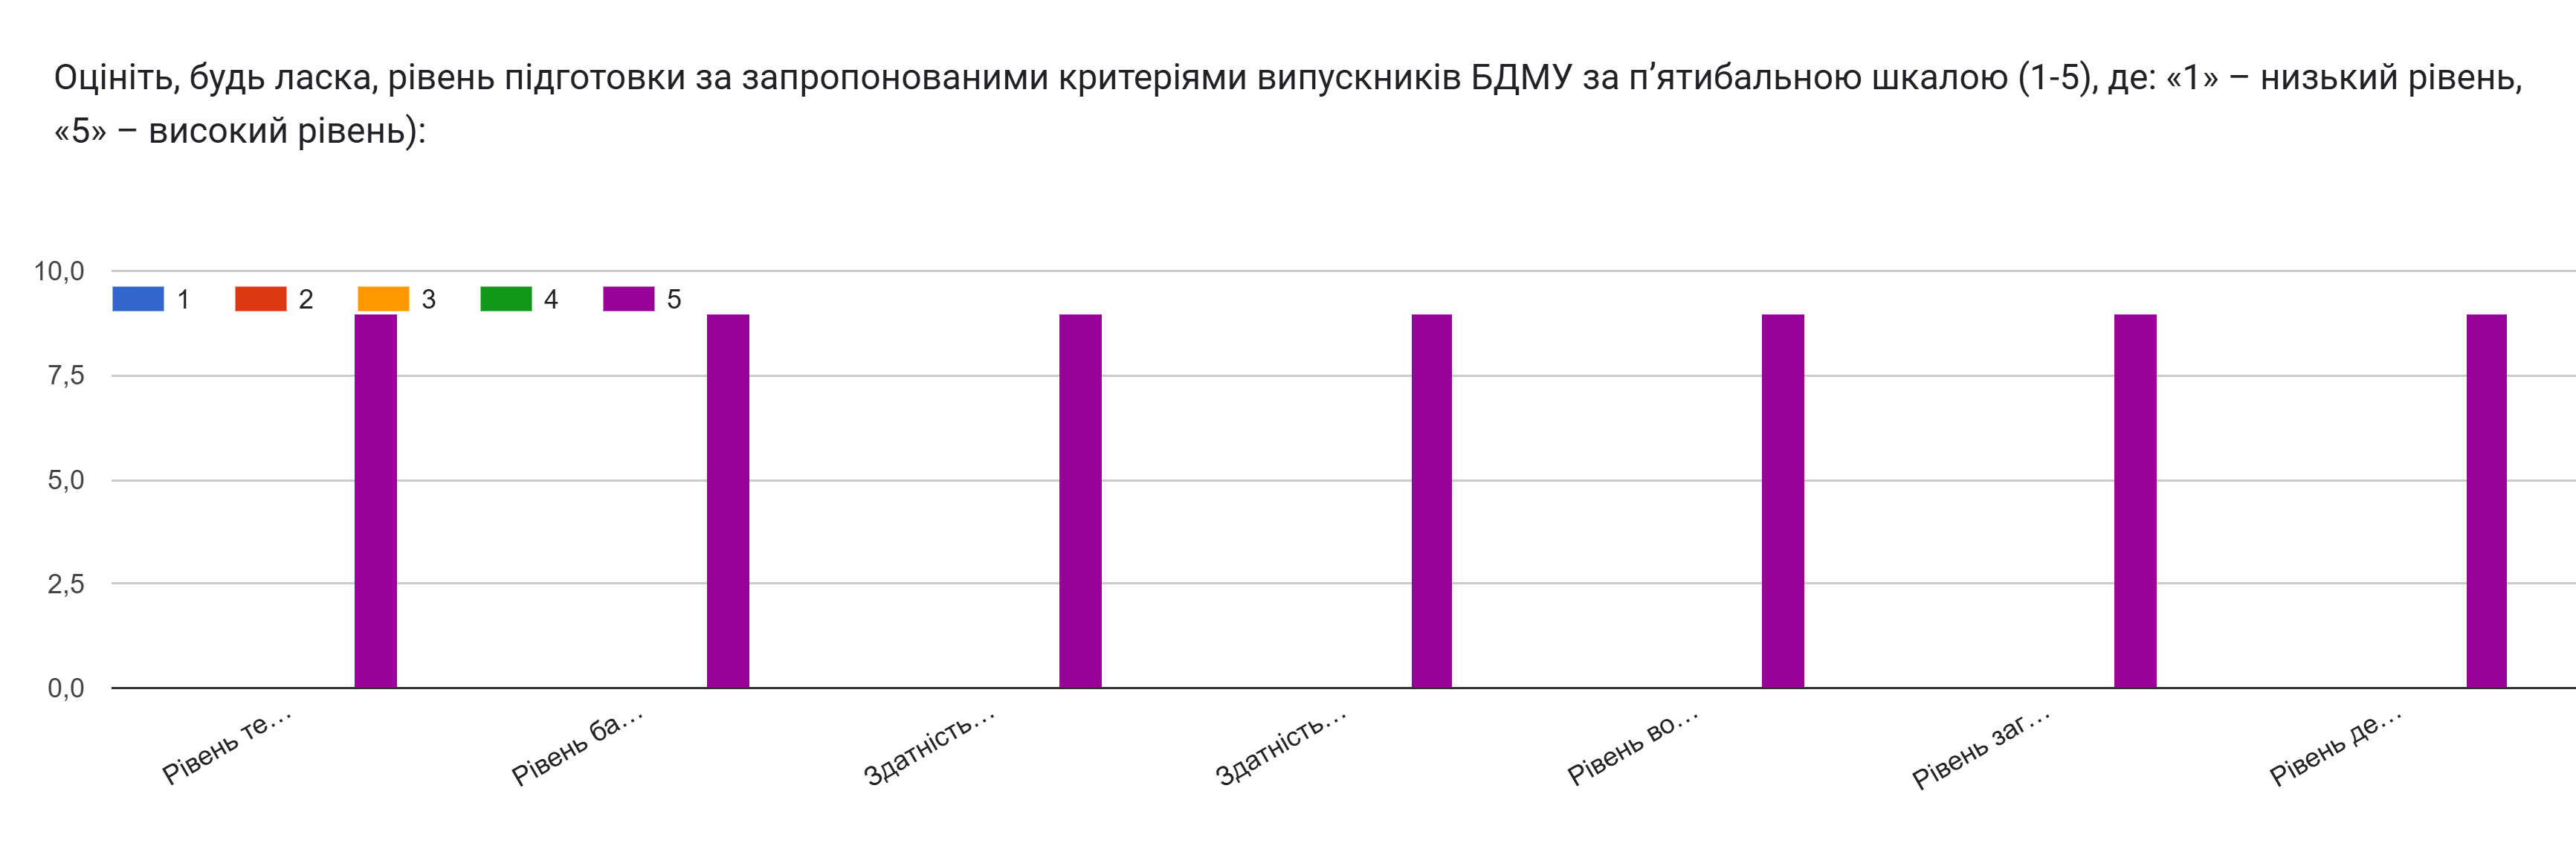 Оцініть, будь ласка, рівень підготовки за запропонованими критеріями випускників БДМУ за п’ятибальною шкалою (1-5), де: «1» – низький рівень,
«5» – високий рівень):
10,0
1 2 3 4 5
7,5
5,0
2,5
0,0
Рівень те… Рівень ба… Здатність… Здатність… Рівень во… Рівень заг… Рівень де…